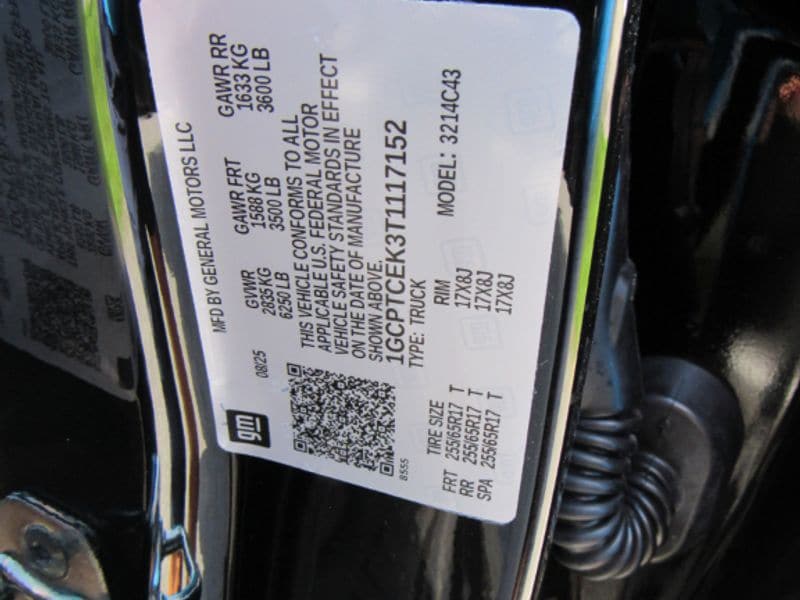 MFD BY GENERAL MOTORS LLC
08/25
GVWR GAWR FRT GAWR RR
2835 KG 1588 KG 1633 KG
6250 LB 3500 LB 3600 LB
THIS VEHICLE CONFORMS TO ALL
APPLICABLE U.S. FEDERAL MOTOR
VEHICLE SAFETY STANDARDS IN EFFECT
ON THE DATE OF MANUFACTURE
SHOWN ABOVE.
1GCPTCEK3T1117152
TYPE: TRUCK MODEL: 3214C43
gm
8555
TIRE SIZE RIM
FRT 255/65R17 T 17X8J
RR 255/65R17 T 17X8J
SPA 255/65R17 T 17X8J